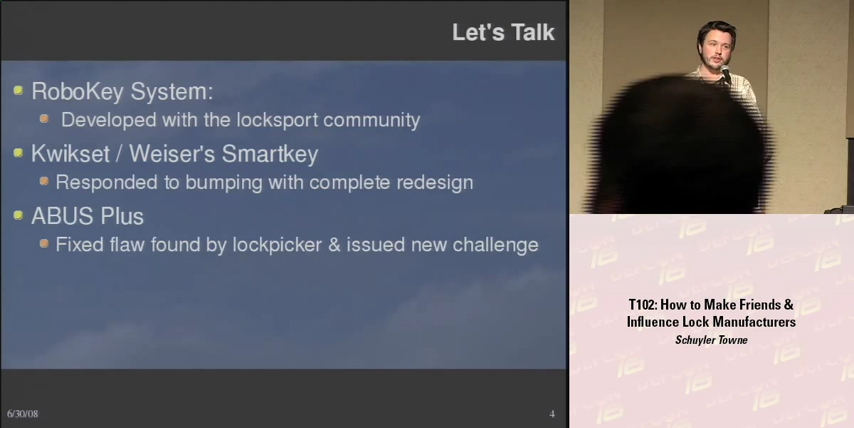 Let's Talk
RoboKey System:
Developed with the locksport community
Kwikset / Weiser's Smartkey
Responded to bumping with complete redesign
ABUS Plus
Fixed flaw found by lockpicker & issued new challenge
6/30/08
4
T102: How to Make Friends &
Influence Lock Manufacturers
Schuyler Towne